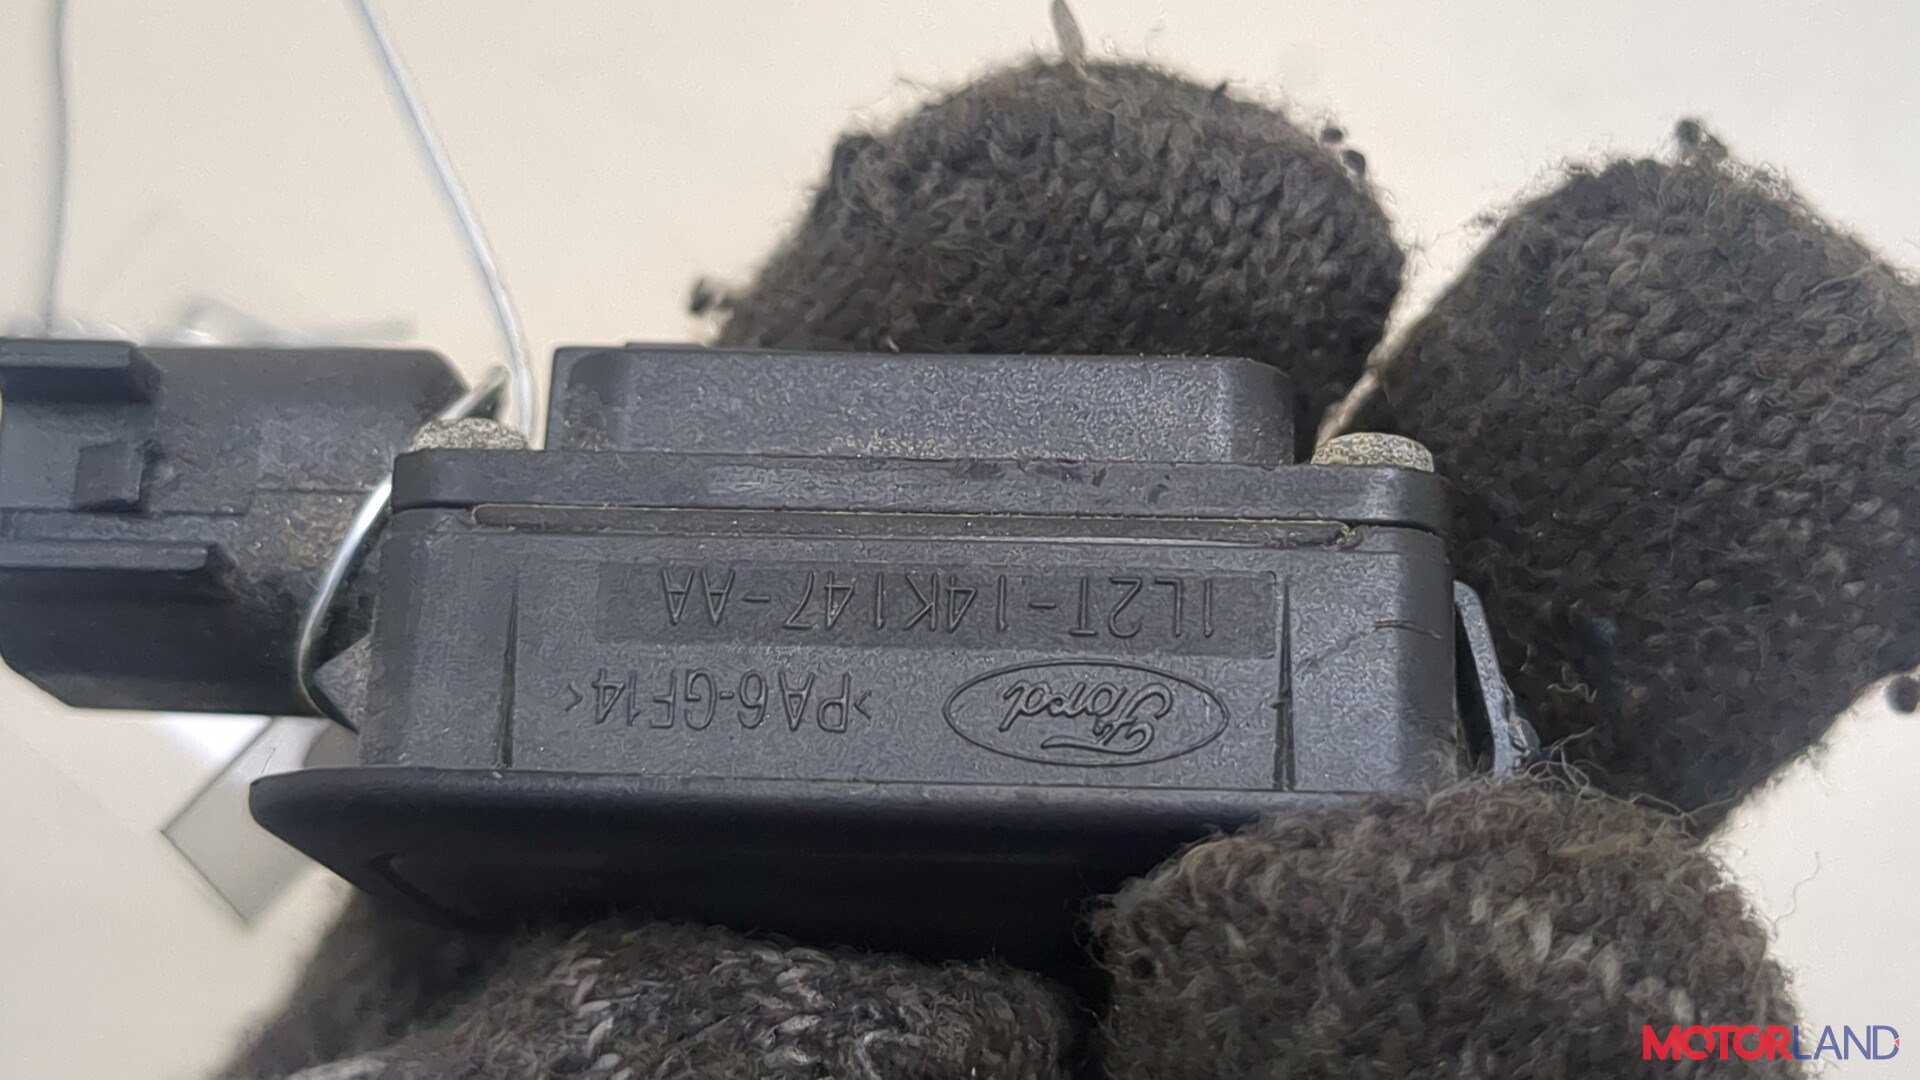 1L2T-14K147-AA
Ford
>PA6-GF14<
MOTORLAND